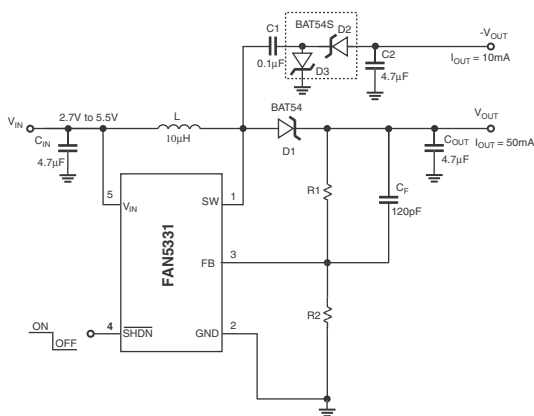 BAT54S
C1
0.1µF
D2
D3
C2
4.7µF
-VOUT
IOUT = 10mA
VIN
2.7V to 5.5V
CIN
4.7µF
L
10µH
BAT54
D1
VOUT
COUT
4.7µF
IOUT = 50mA
R1
CF
120pF
5
VIN
SW
1
FAN5331
FB
3
R2
ON
OFF
4
SHDN
GND
2